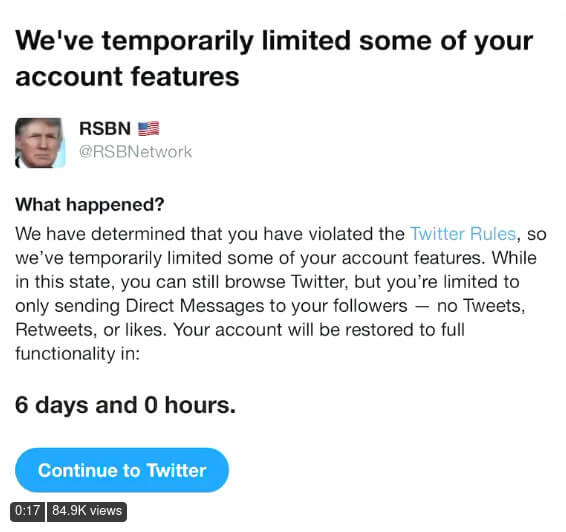 We've temporarily limited some of your
account features
RSBN 🇺🇸
@RSBNetwork
What happened?
We have determined that you have violated the Twitter Rules, so
we've temporarily limited some of your account features. While
in this state, you can still browse Twitter, but you're limited to
only sending Direct Messages to your followers — no Tweets,
Retweets, or likes. Your account will be restored to full
functionality in:
6 days and 0 hours.
Continue to Twitter
0:17 84.9K views